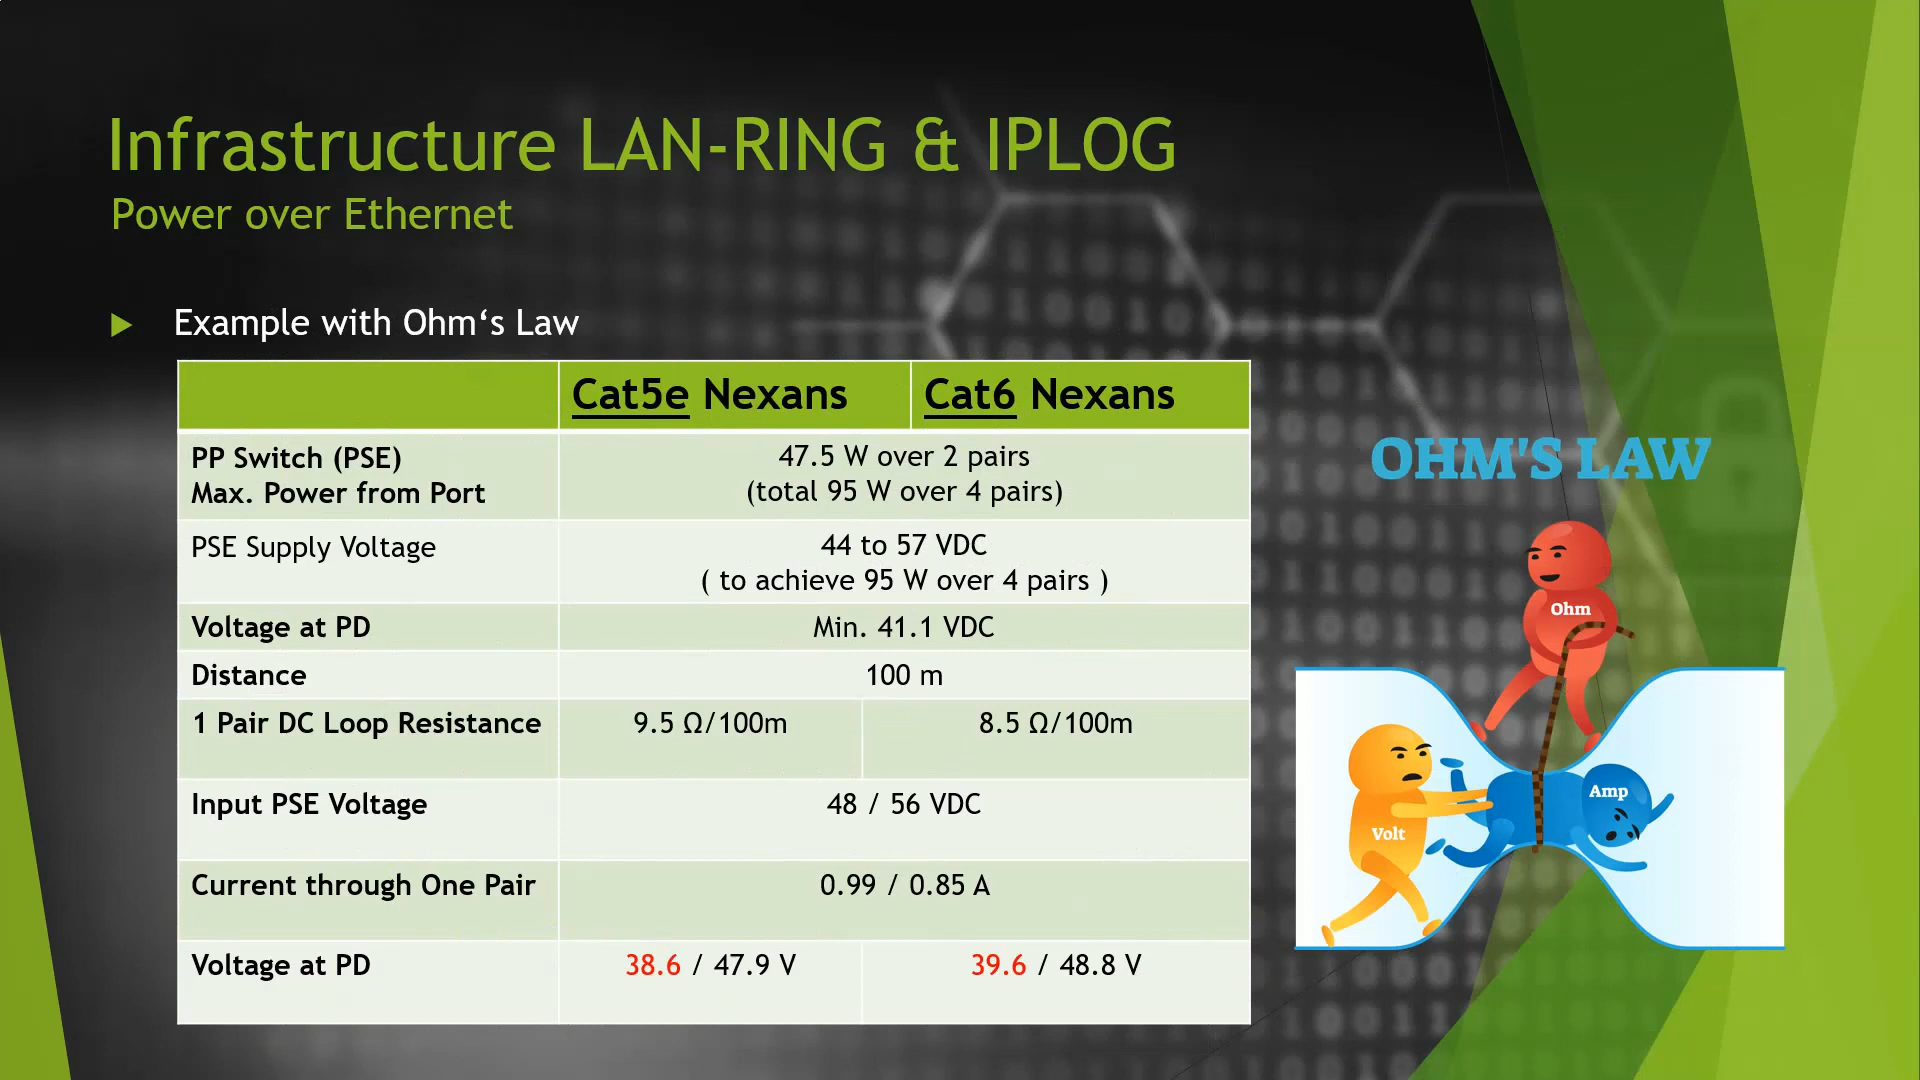 Infrastructure LAN-RING & IPLOG
Power over Ethernet
Example with Ohm‘s Law
Cat5e Nexans
Cat6 Nexans
PP Switch (PSE)
Max. Power from Port
47.5 W over 2 pairs
(total 95 W over 4 pairs)
PSE Supply Voltage
44 to 57 VDC
( to achieve 95 W over 4 pairs )
Voltage at PD
Min. 41.1 VDC
Distance
100 m
1 Pair DC Loop Resistance
9.5 Ω/100m
8.5 Ω/100m
Input PSE Voltage
48 / 56 VDC
Current through One Pair
0.99 / 0.85 A
Voltage at PD
38.6 / 47.9 V
39.6 / 48.8 V
OHM'S LAW
Ohm
Volt
Amp